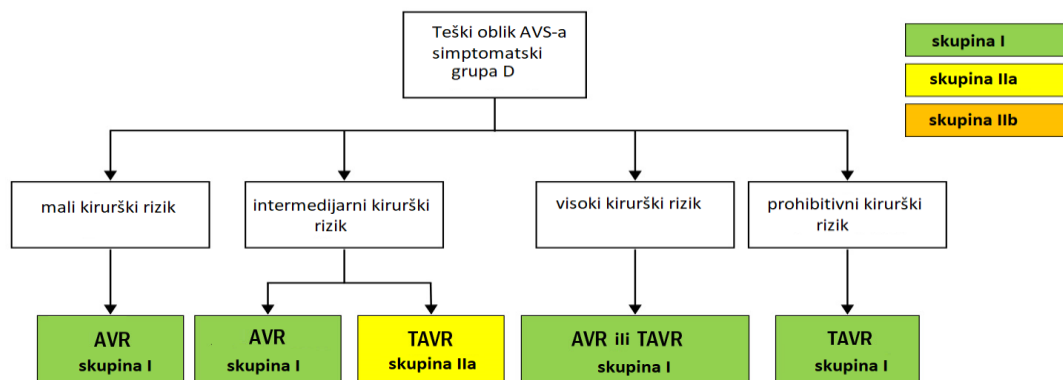 Teški oblik AVS-a
simptomatski
grupa D
skupina I
skupina IIa
skupina IIb
mali kirurški rizik
intermedijarni kirurški
rizik
visoki kirurški rizik
prohibitivni kirurški
rizik
AVR
skupina I
AVR
skupina I
TAVR
skupina IIa
AVR ili TAVR
skupina I
TAVR
skupina I